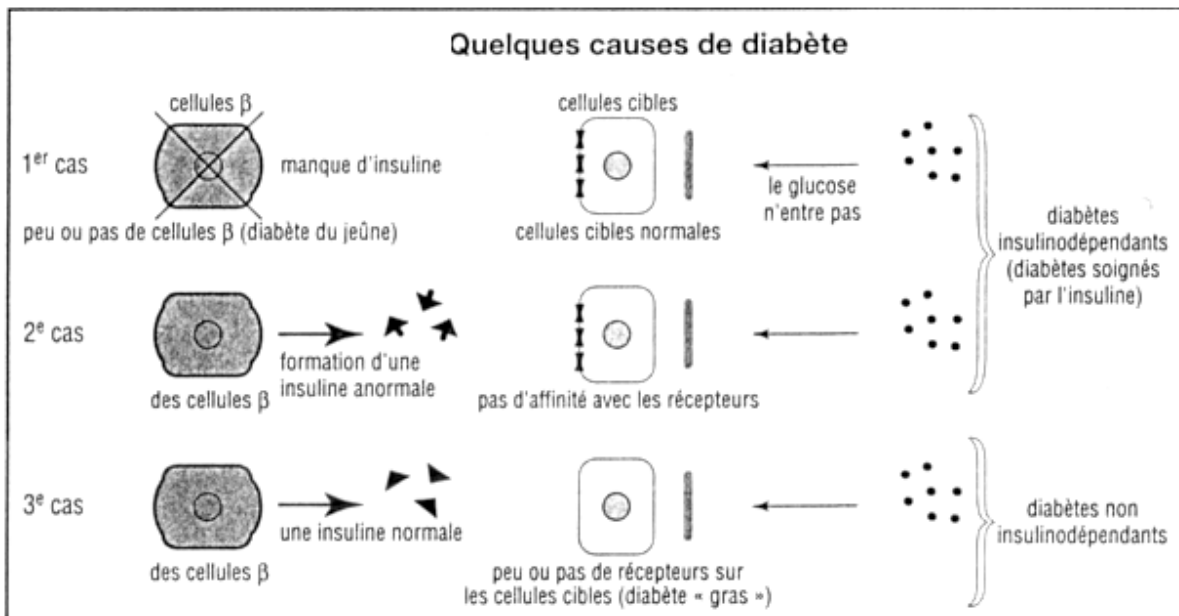 Quelques causes de diabète
cellules β
cellules cibles
1er cas
manque d'insuline
le glucose
n'entre pas
peu ou pas de cellules β (diabète du jeûne)
cellules cibles normales
diabètes
insulinodépendants
(diabètes soignés
par l'insuline)
2e cas
formation d'une
insuline anormale
des cellules β
pas d'affinité avec les récepteurs
3e cas
une insuline normale
des cellules β
peu ou pas de récepteurs sur
les cellules cibles (diabète « gras »)
diabètes non
insulinodépendants